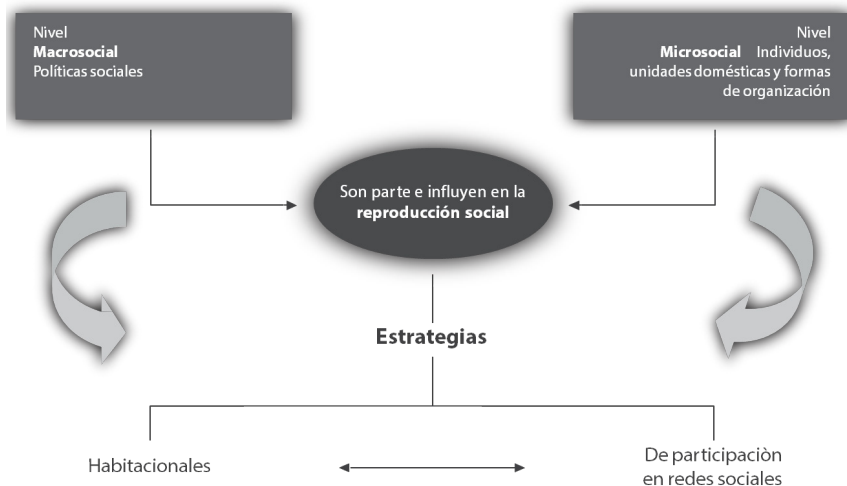 Nivel
Macrosocial
Políticas sociales
Nivel
Microsocial Individuos,
unidades domésticas y formas
de organización
Son parte e influyen en la
reproducción social
Estrategias
Habitacionales
De participaciòn
en redes sociales